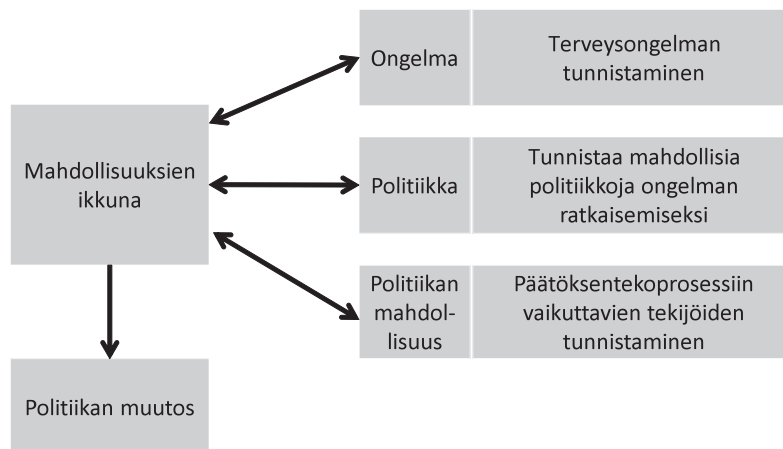 Mahdollisuuksien
ikkuna
Politiikan muutos
Ongelma
Terveysongelman
tunnistaminen
Politiikka
Tunnistaa mahdollisia
politiikkoja ongelman
ratkaisemiseksi
Politiikan
mahdol-
lisuus
Päätöksentekoprosessiin
vaikuttavien tekijöiden
tunnistaminen